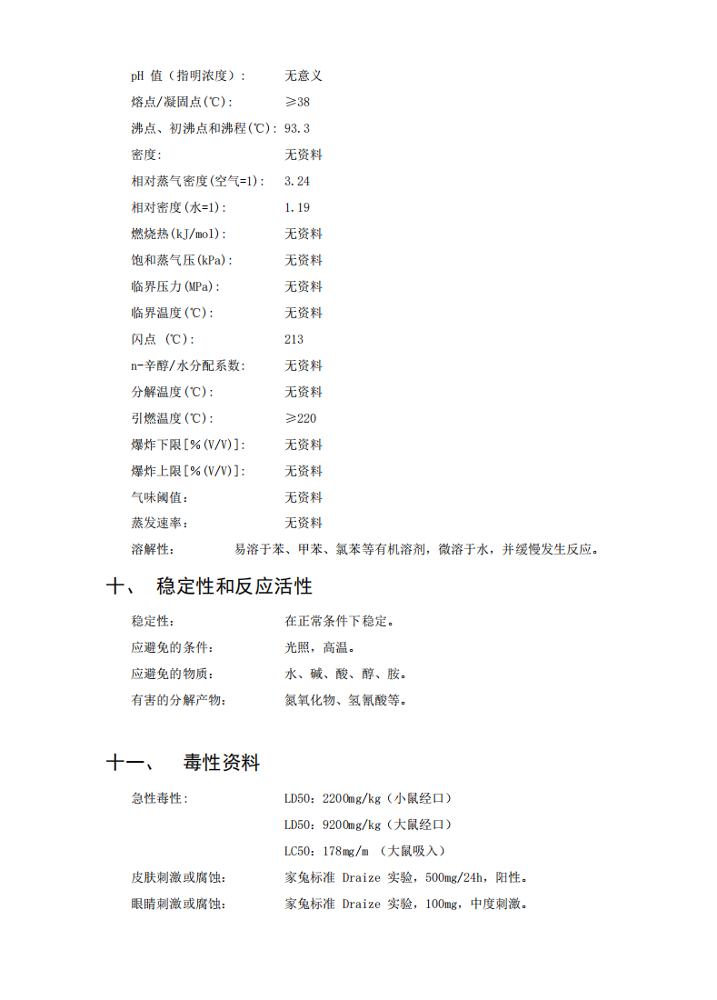 pH 值（指明浓度）: 无意义
熔点/凝固点(℃): ≥38
沸点、初沸点和沸程(℃): 93.3
密度: 无资料
相对蒸气密度(空气=1): 3.24
相对密度(水=1): 1.19
燃烧热(kJ/mol): 无资料
饱和蒸气压(kPa): 无资料
临界压力(MPa): 无资料
临界温度(℃): 无资料
闪点 (℃): 213
n-辛醇/水分配系数: 无资料
分解温度(℃): 无资料
引燃温度(℃): ≥220
爆炸下限[%(V/V)]: 无资料
爆炸上限[%(V/V)]: 无资料
气味阈值： 无资料
蒸发速率： 无资料
溶解性： 易溶于苯、甲苯、氯苯等有机溶剂，微溶于水，并缓慢发生反应。
十、 稳定性和反应活性
稳定性： 在正常条件下稳定。
应避免的条件： 光照，高温。
应避免的物质： 水、碱、酸、醇、胺。
有害的分解产物： 氮氧化物、氢氰酸等。
十一、 毒性资料
急性毒性: LD50：2200mg/kg（小鼠经口）
LD50：9200mg/kg（大鼠经口）
LC50：178mg/m （大鼠吸入）
皮肤刺激或腐蚀： 家兔标准 Draize 实验，500mg/24h，阳性。
眼睛刺激或腐蚀： 家兔标准 Draize 实验，100mg，中度刺激。